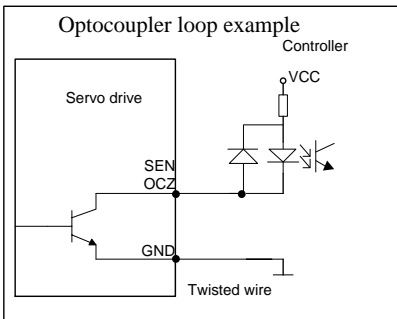 Optocoupler loop example
Controller
VCC
Servo drive
SEN
OCZ
GND
Twisted wire